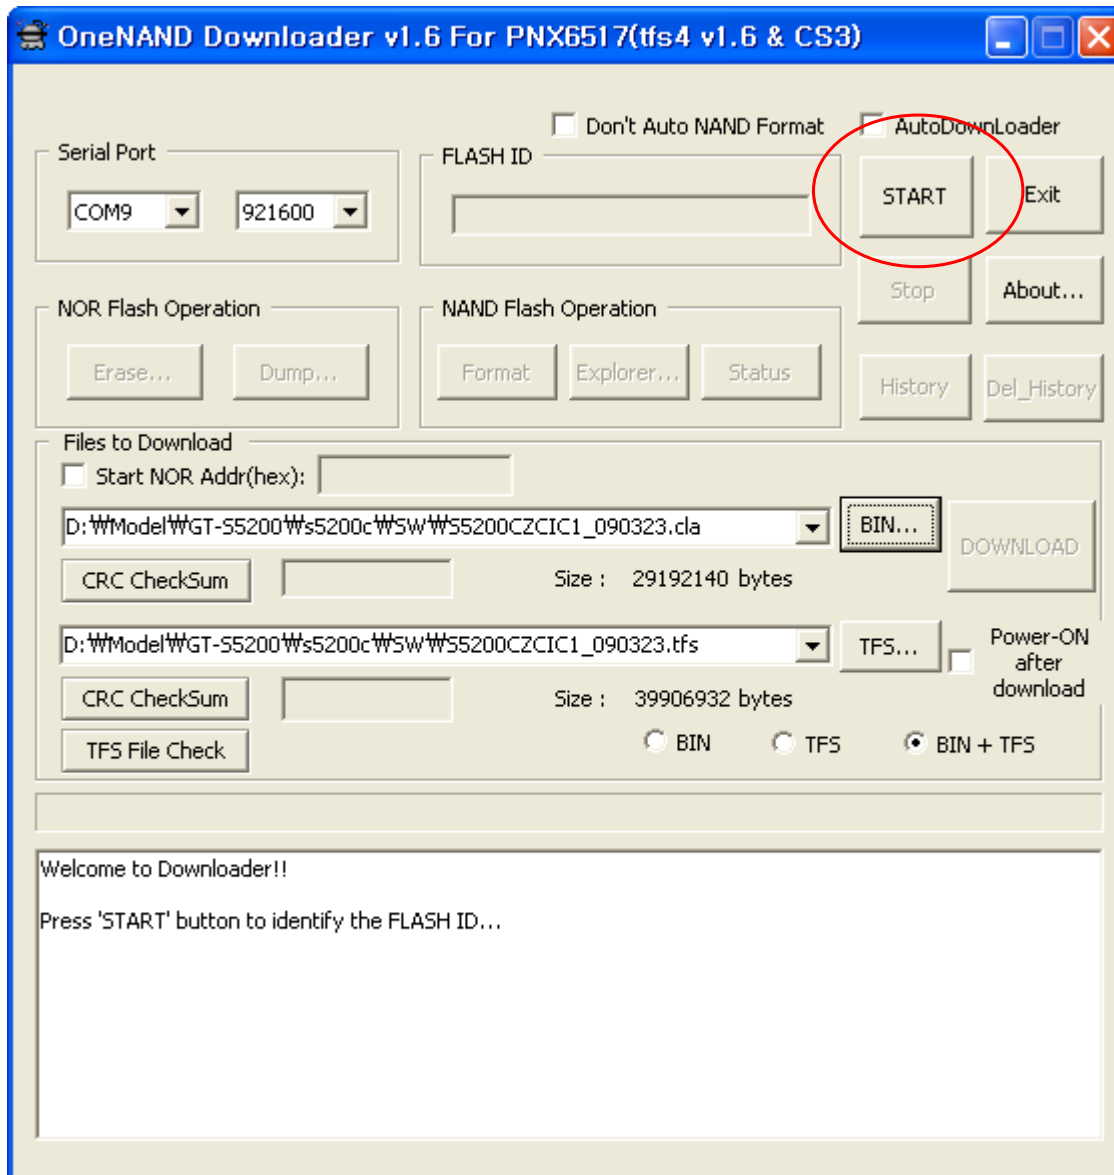 OneNAND Downloader v1.6 For PNX6517(tfs4 v1.6 & CS3)
Don't Auto NAND Format
AutoDownLoader
Serial Port
FLASH ID
COM9
921600
START
Exit
Stop
About...
NOR Flash Operation
NAND Flash Operation
Erase...
Dump...
Format
Explorer...
Status
History
Del_History
Files to Download
Start NOR Addr(hex):
D:₩Model₩GT-S5200₩s5200c₩SW₩S5200CZCIC1_090323.cla
BIN...
DOWNLOAD
CRC CheckSum
Size : 29192140 bytes
D:₩Model₩GT-S5200₩s5200c₩SW₩S5200CZCIC1_090323.tfs
TFS...
Power-ON
after
download
CRC CheckSum
Size : 39906932 bytes
TFS File Check
BIN
TFS
BIN + TFS
Welcome to Downloader!!
Press 'START' button to identify the FLASH ID...